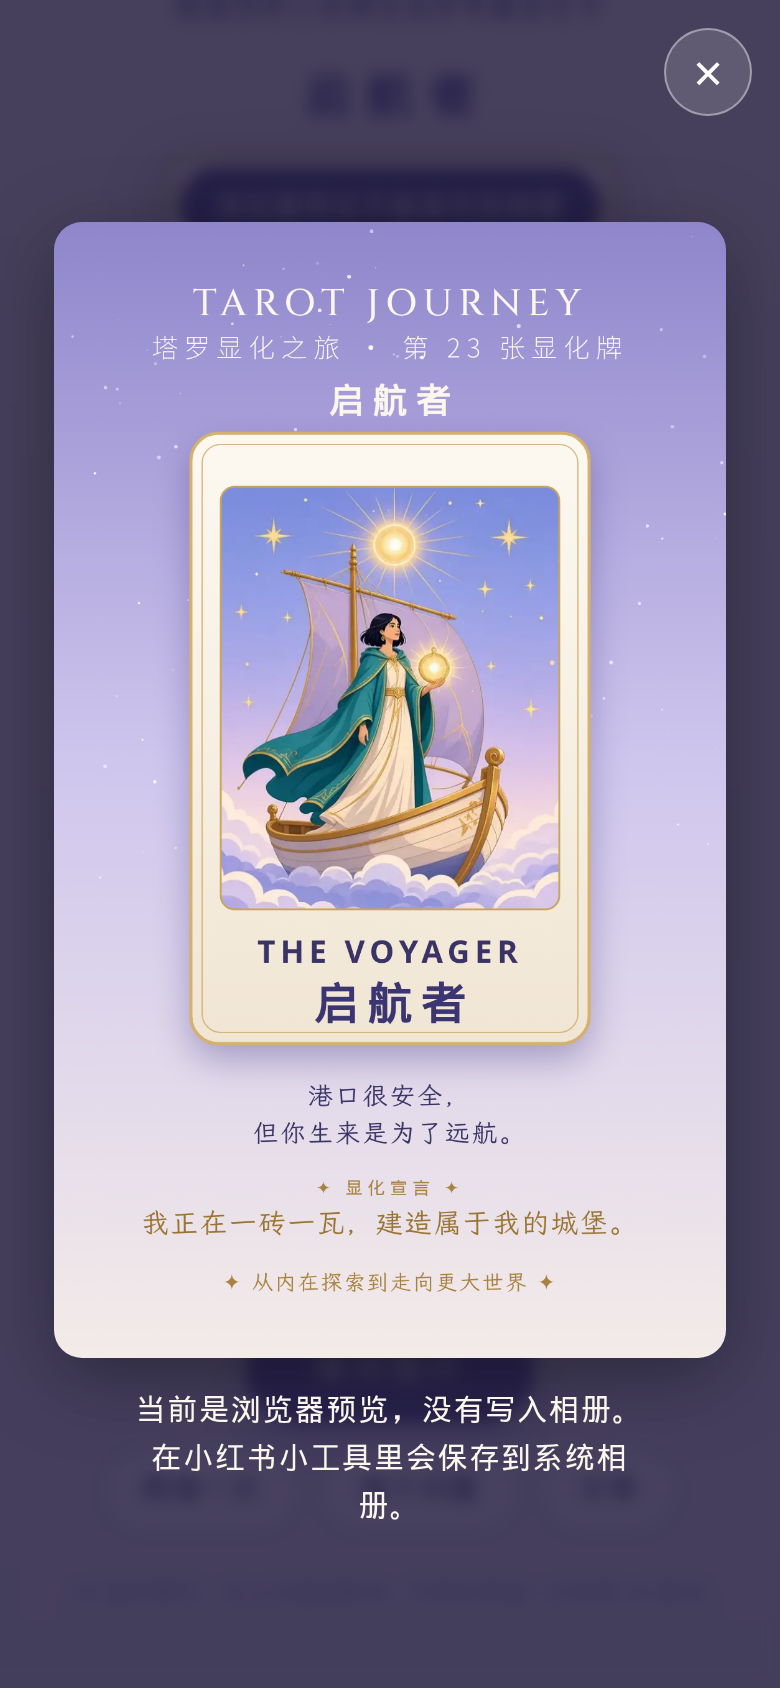 启航者
×
TAROT JOURNEY
塔罗显化之旅 · 第 23 张显化牌
启航者
THE VOYAGER
启航者
港口很安全，
但你生来是为了远航。
✦ 显化宣言 ✦
我正在一砖一瓦，建造属于我的城堡。
✦ 从内在探索到走向更大世界 ✦
当前是浏览器预览，没有写入相册。
在小红书小工具里会保存到系统相
册。